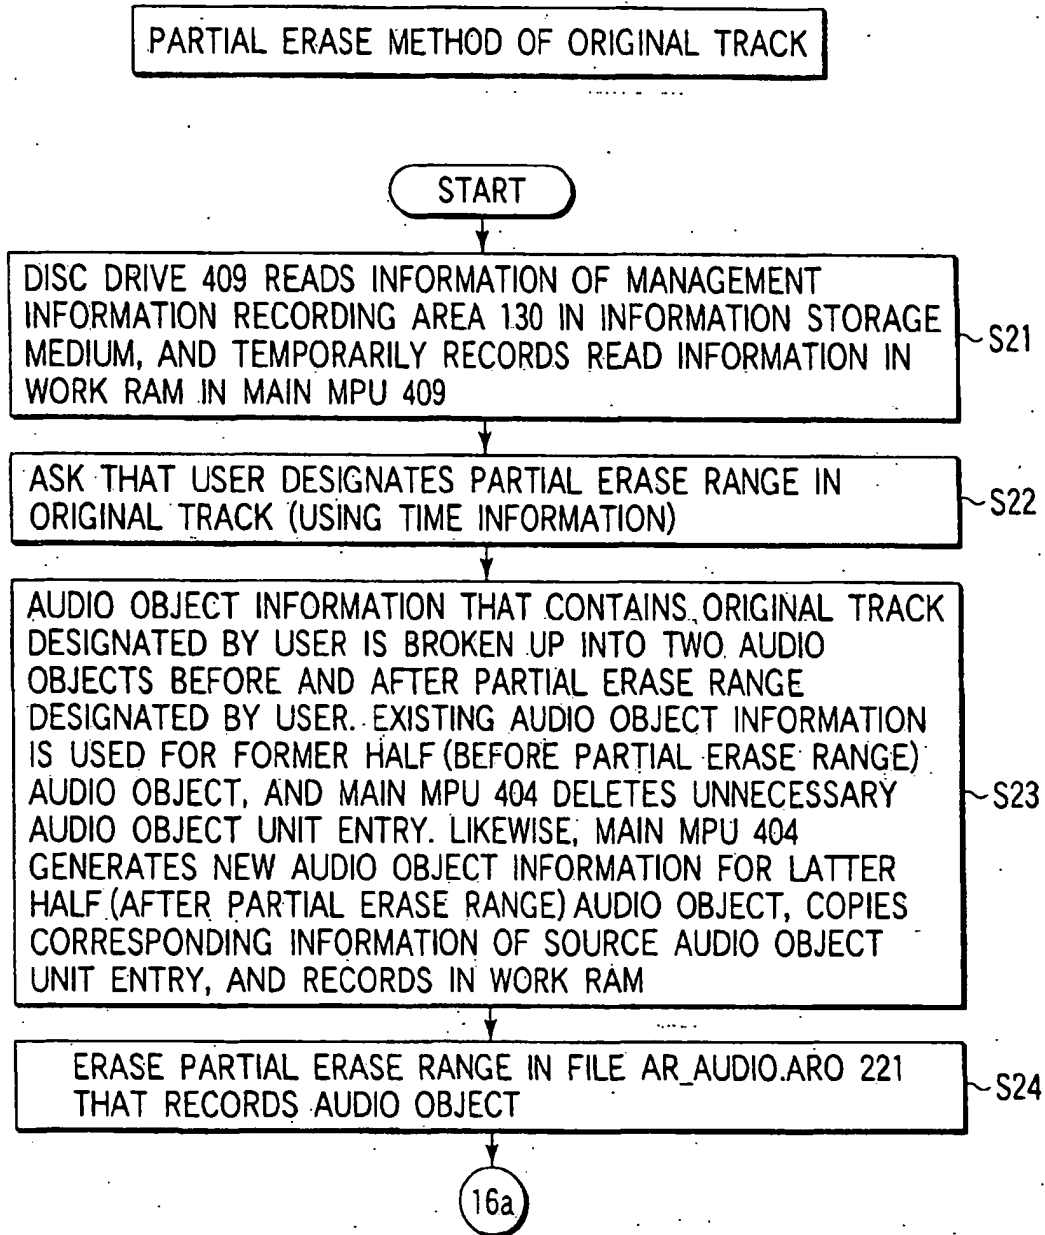 PARTIAL ERASE METHOD OF ORIGINAL TRACK
START
DISC DRIVE 409 READS INFORMATION OF MANAGEMENT
INFORMATION RECORDING AREA 130 IN INFORMATION STORAGE
MEDIUM, AND TEMPORARILY RECORDS READ INFORMATION IN
WORK RAM IN MAIN MPU 409
S21
ASK THAT USER DESIGNATES PARTIAL ERASE RANGE IN
ORIGINAL TRACK (USING TIME INFORMATION)
S22
AUDIO OBJECT INFORMATION THAT CONTAINS ORIGINAL TRACK
DESIGNATED BY USER IS BROKEN UP INTO TWO AUDIO
OBJECTS BEFORE AND AFTER PARTIAL ERASE RANGE
DESIGNATED BY USER. EXISTING AUDIO OBJECT INFORMATION
IS USED FOR FORMER HALF (BEFORE PARTIAL ERASE RANGE)
AUDIO OBJECT, AND MAIN MPU 404 DELETES UNNECESSARY
AUDIO OBJECT UNIT ENTRY. LIKEWISE, MAIN MPU 404
GENERATES NEW AUDIO OBJECT INFORMATION FOR LATTER
HALF (AFTER PARTIAL ERASE RANGE) AUDIO OBJECT, COPIES
CORRESPONDING INFORMATION OF SOURCE AUDIO OBJECT
UNIT ENTRY, AND RECORDS IN WORK RAM
S23
ERASE PARTIAL ERASE RANGE IN FILE AR_AUDIO.ARO 221
THAT RECORDS AUDIO OBJECT
S24
16a